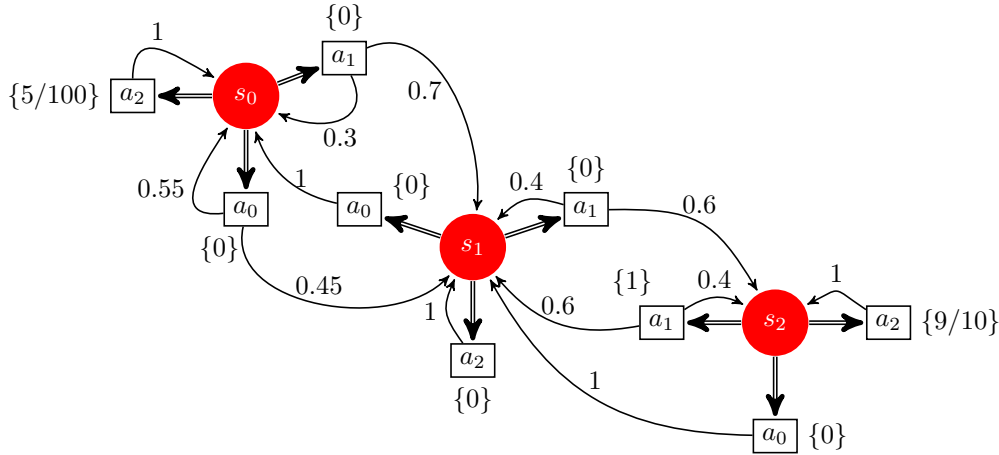 {0}
1
a₁
{5/100}
a₂
s₀
0.7
0.3
0.55
1
{0}
0.4
{0}
a₀
a₀
a₁
0.6
{0}
s₁
0.45
{1}
0.4
1
1
0.6
a₁
s₂
a₂
{9/10}
a₂
1
{0}
a₀
{0}